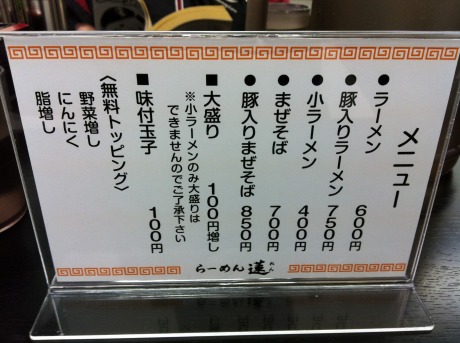 メニュー
●ラーメン 600円
●豚入りラーメン 750円
●小ラーメン 400円
●まぜそば 700円
●豚入りまぜそば 850円
■大盛り 100円増し
※小ラーメンのみ大盛りは
できませんのでご了承下さい
■味付玉子 100円
〈無料トッピング〉
野菜増し
にんにく
脂増し
らーめん 蓮 れん